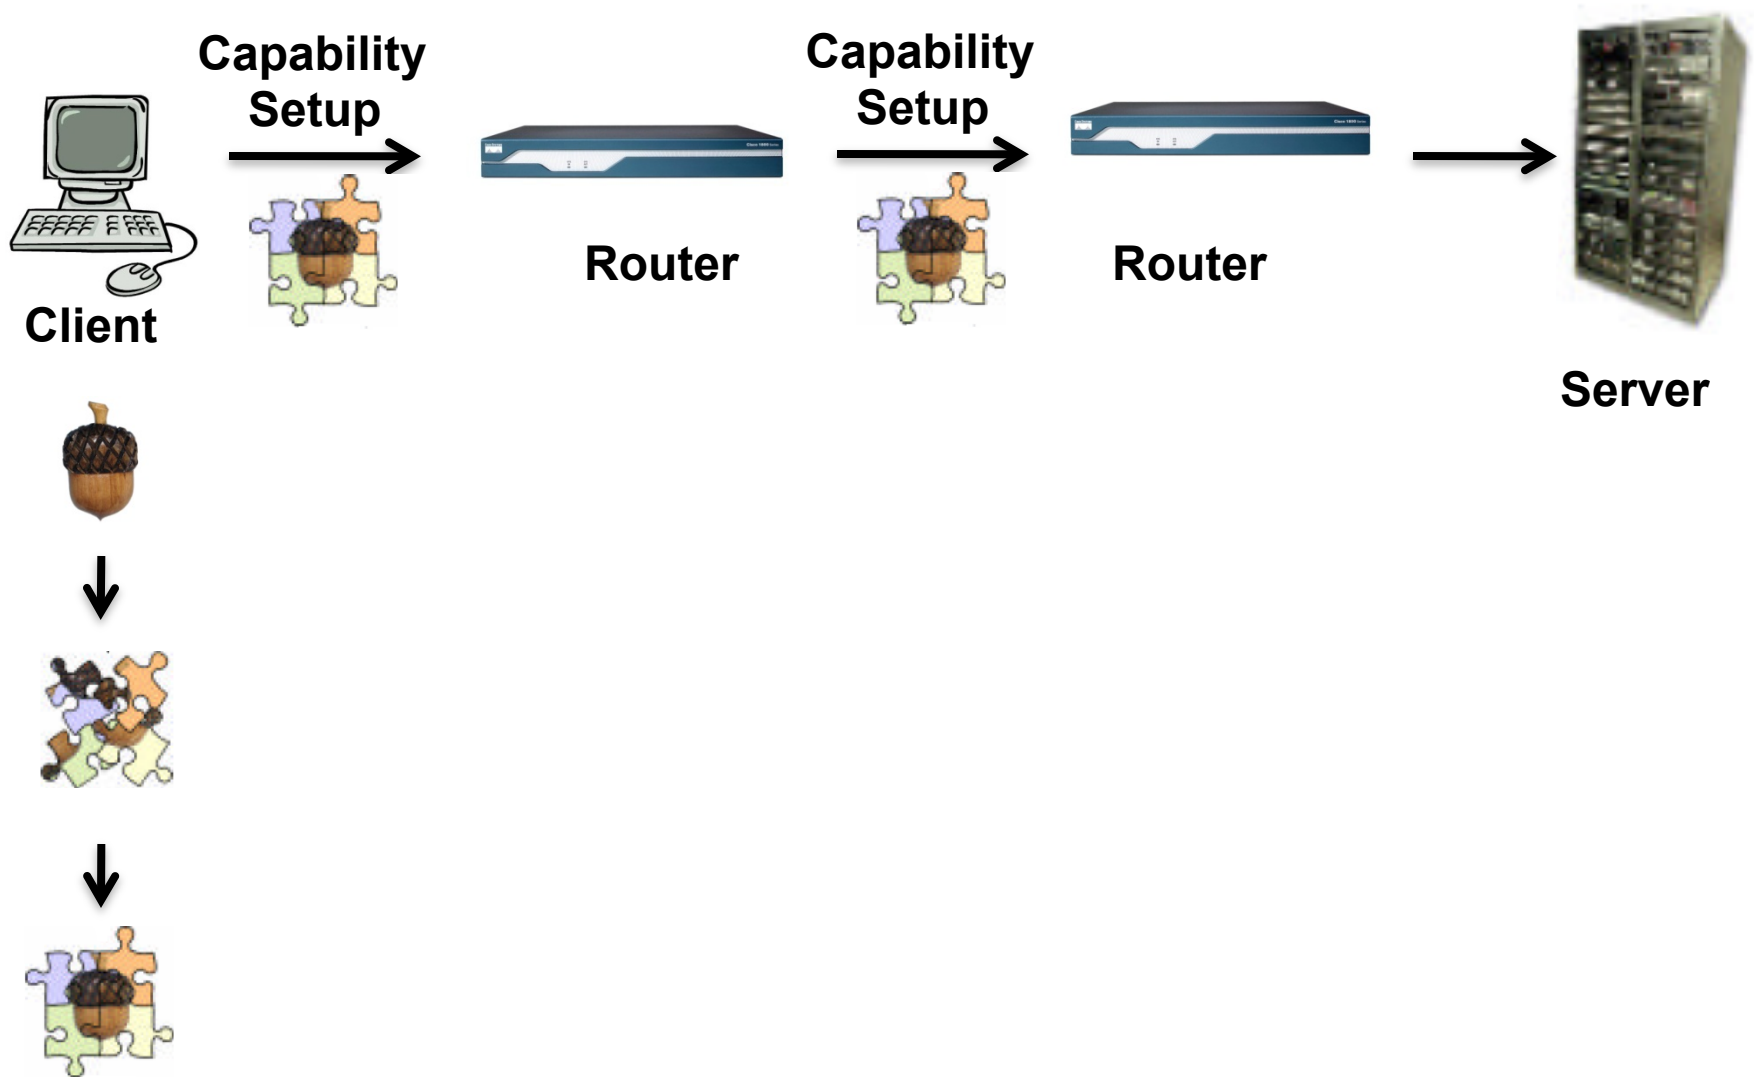 Capability
Setup
Capability
Setup
Router
Router
Client
Server